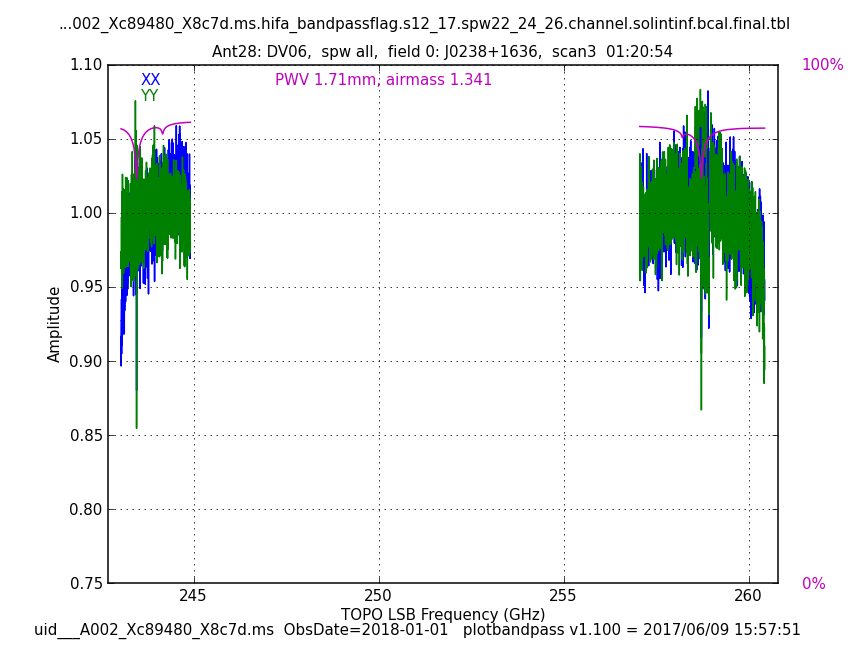 ...002_Xc89480_X8c7d.ms.hifa_bandpassflag.s12_17.spw22_24_26.channel.solintinf.bcal.final.tbl
Ant28: DV06,  spw all,  field 0: J0238+1636,  scan3  01:20:54
1.10
100%
XX
PWV 1.71mm, airmass 1.341
YY
1.05
1.00
0.95
Amplitude
0.90
0.85
0.80
0.75
0%
245
250
255
260
TOPO LSB Frequency (GHz)
uid___A002_Xc89480_X8c7d.ms  ObsDate=2018-01-01   plotbandpass v1.100 = 2017/06/09 15:57:51